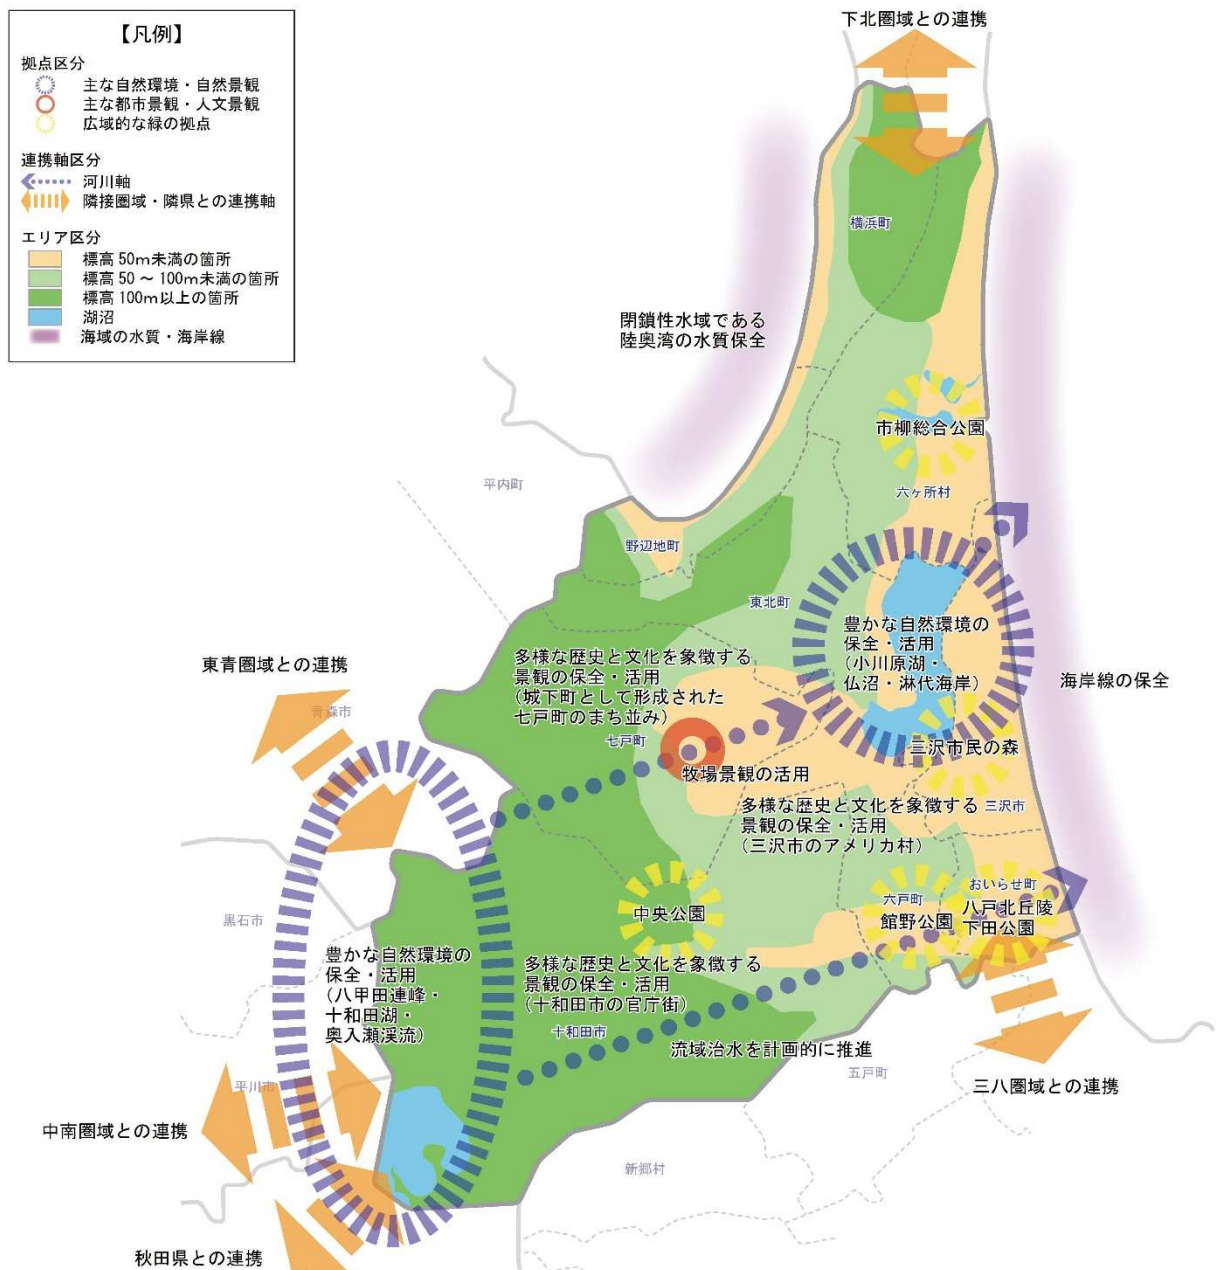 【凡例】
拠点区分
主な自然環境・自然景観
主な都市景観・人文景観
広域的な緑の拠点
連携軸区分
河川軸
隣接圏域・隣県との連携軸
エリア区分
標高50m未満の箇所
標高50～100m未満の箇所
標高100m以上の箇所
湖沼
海域の水質・海岸線
下北圏域との連携
横浜町
閉鎖性水域である
陸奥湾の水質保全
市柳総合公園
平内町
六ヶ所村
野辺地町
東北町
豊かな自然環境の
保全・活用
(小川原湖・
仏沼・淋代海岸)
海岸線の保全
東青圏域との連携
青森市
多様な歴史と文化を象徴する
景観の保全・活用
(城下町として形成された
七戸町のまち並み)
七戸町
牧場景観の活用
三沢市民の森
三沢市
多様な歴史と文化を象徴する
景観の保全・活用
(三沢市のアメリカ村)
黒石市
中央公園
六戸町
館野公園
おいらせ町
八戸北丘陵
下田公園
豊かな自然環境の
保全・活用
(八甲田連峰・
十和田湖・
奥入瀬渓流)
多様な歴史と文化を象徴する
景観の保全・活用
(十和田市の官庁街)
十和田市
流域治水を計画的に推進
五戸町
平川市
三八圏域との連携
中南圏域との連携
新郷村
秋田県との連携